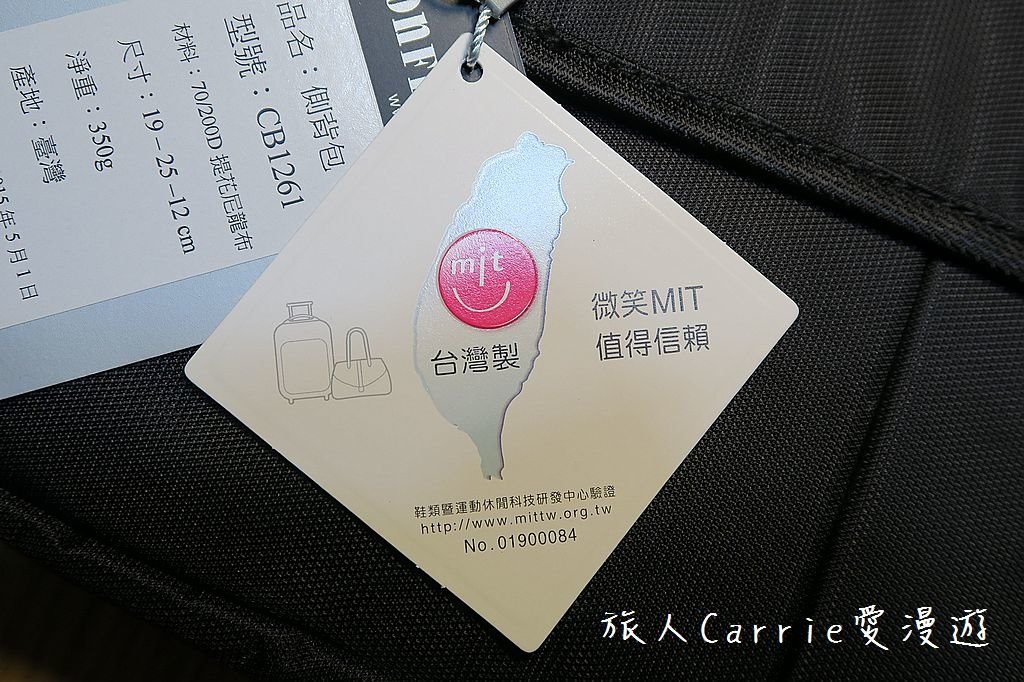 品名：側背包
型號：CB1261
材料：70/200D 提花尼龍布
尺寸：19–25–12 cm
淨重：350g
產地：臺灣
年5月1日
mit
台灣製
微笑MIT
值得信賴
鞋類暨運動休閒科技研發中心驗證
http://www.mittw.org.tw
No.01900084
旅人Carrie愛漫遊